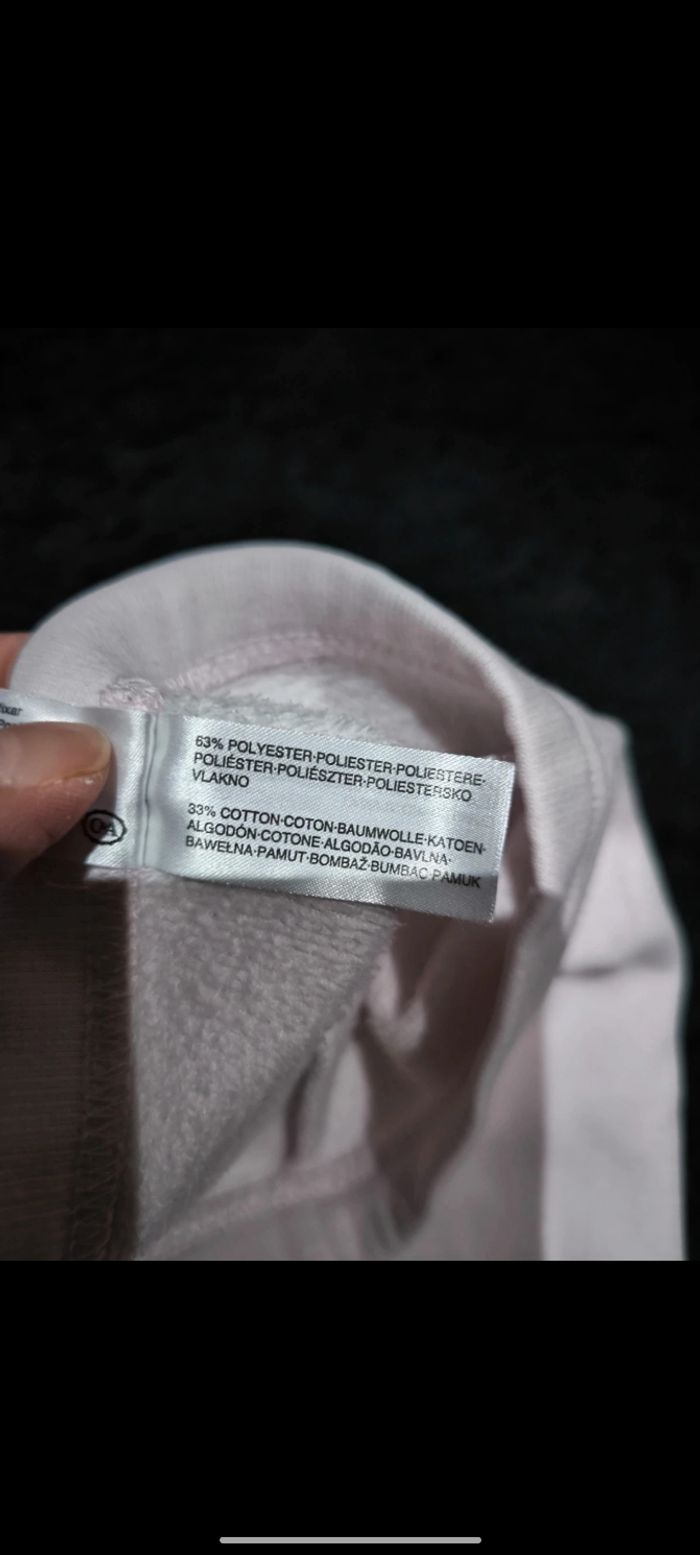 63% POLYESTER·POLIESTER·POLIESTERE·
POLIÉSTER·POLIÉSZTER·POLIESTERSKO
VLAKNO
33% COTTON·COTON·BAUMWOLLE·KATOEN·
ALGODÓN·COTONE·ALGODÃO·BAVLNA·
BAWEŁNA·PAMUT·BOMBAŽ·BUMBAC·PAMUK
C&A